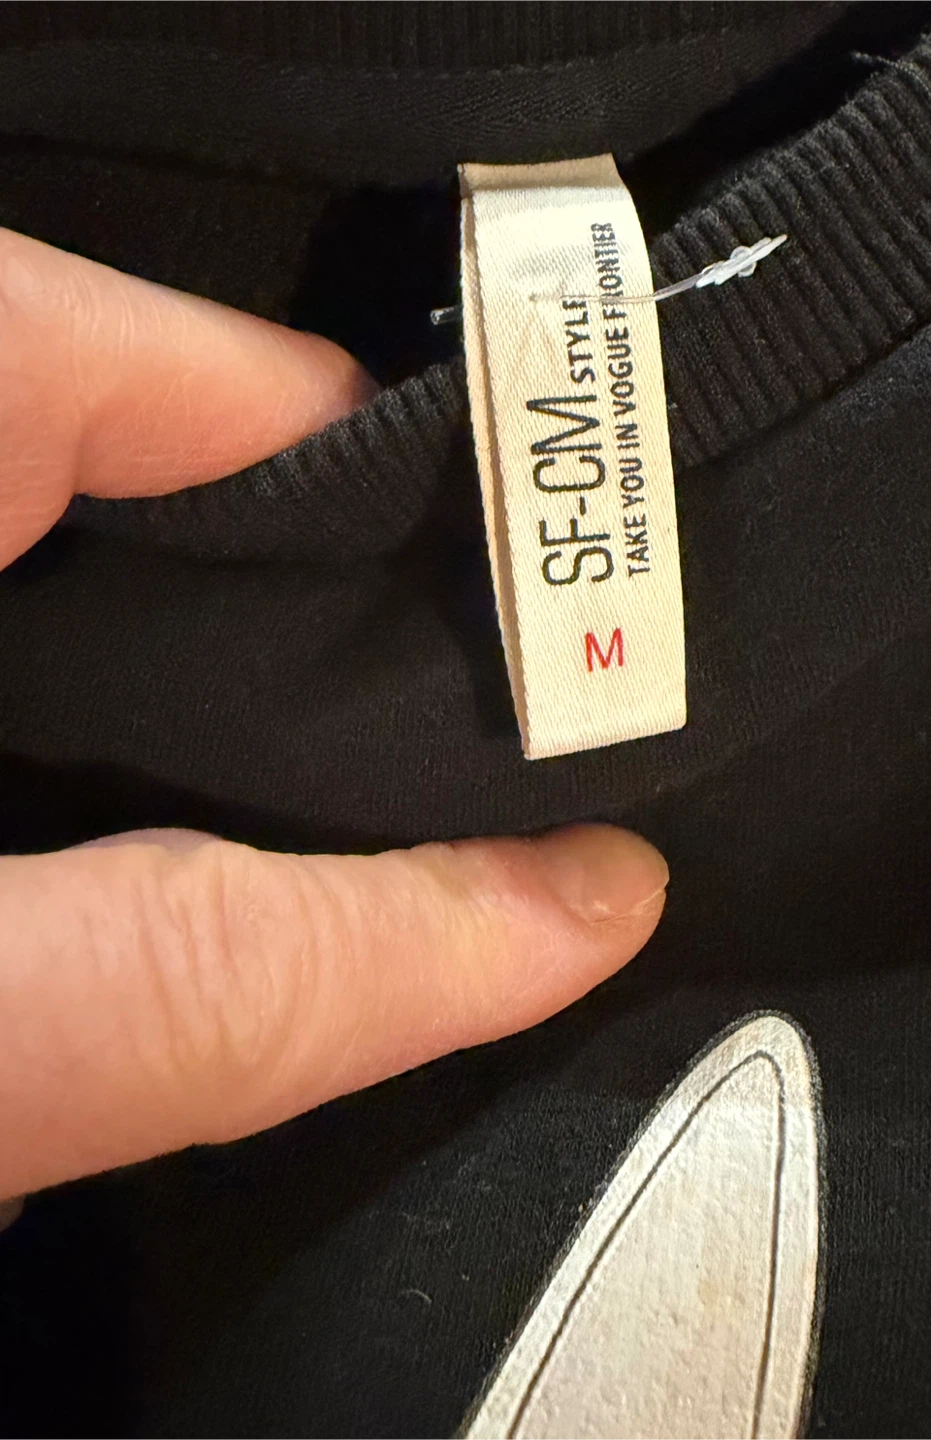 SF-CM STYLE
TAKE YOU IN VOGUE FRONTIER
M